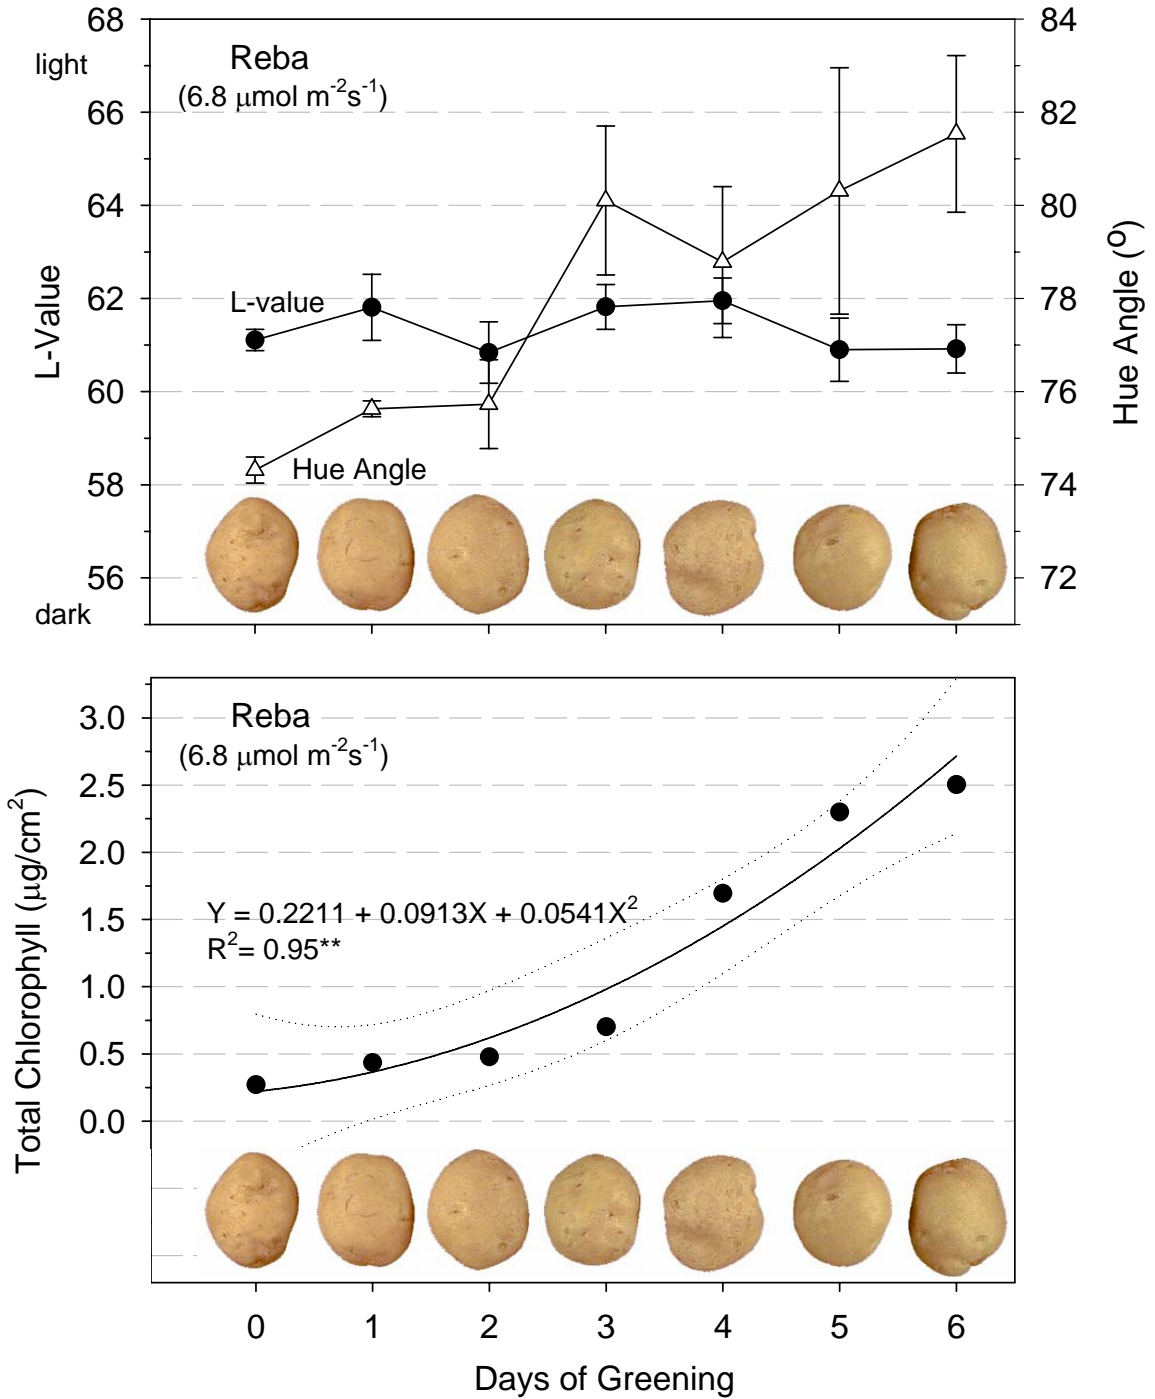 68
light
66
64
62
60
58
56
dark
L-Value
Reba
(6.8 μmol m⁻²s⁻¹)
L-value
Hue Angle
84
82
80
78
76
74
72
Hue Angle (º)
3.0
2.5
2.0
1.5
1.0
0.5
0.0
Total Chlorophyll (μg/cm²)
Reba
(6.8 μmol m⁻²s⁻¹)
Y = 0.2211 + 0.0913X + 0.0541X²
R²= 0.95**
0 1 2 3 4 5 6
Days of Greening